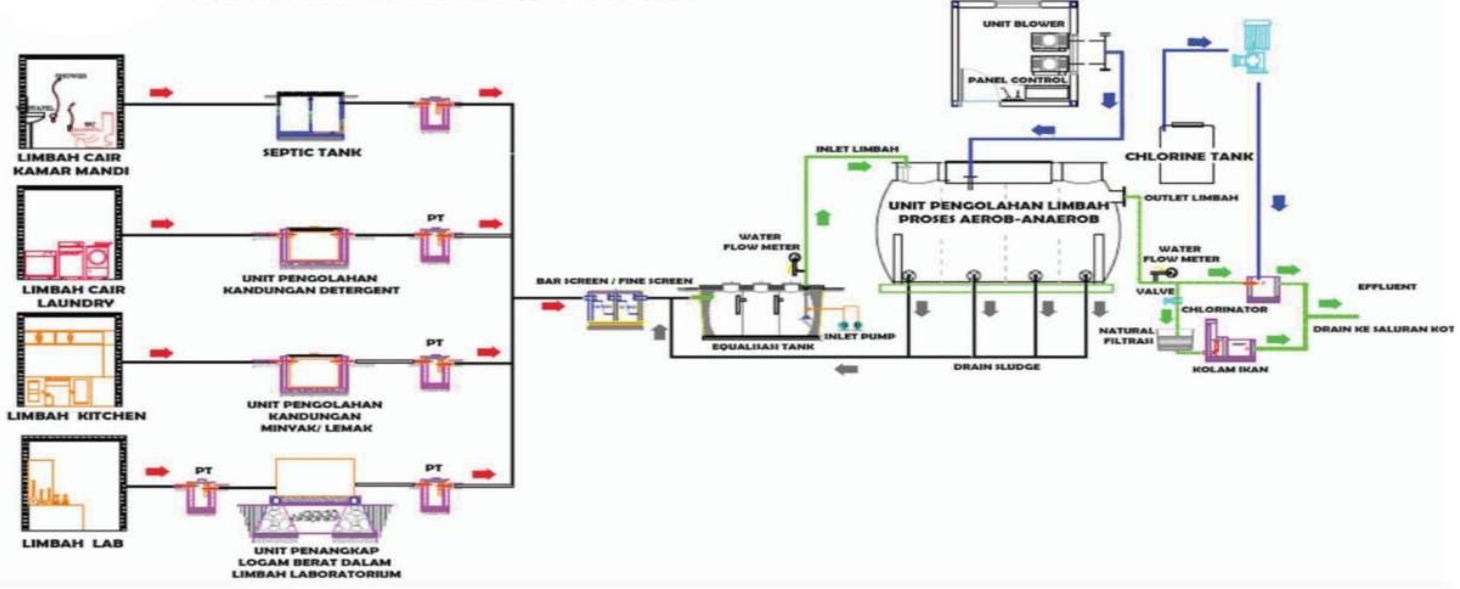 SHOWER
WC
LIMBAH CAIR
KAMAR MANDI
SEPTIC TANK
LIMBAH CAIR
LAUNDRY
UNIT PENGOLAHAN
KANDUNGAN DETERGENT
PT
LIMBAH KITCHEN
UNIT PENGOLAHAN
KANDUNGAN
MINYAK/ LEMAK
PT
LIMBAH LAB
PT
UNIT PENANGKAP
LOGAM BERAT DALAM
LIMBAH LABORATORIUM
PT
BAR SCREEN / FINE SCREEN
WATER
FLOW METER
EQUALISASI TANK
INLET PUMP
INLET LIMBAH
UNIT BLOWER
PANEL CONTROL
UNIT PENGOLAHAN LIMBAH
PROSES AEROB-ANAEROB
DRAIN SLUDGE
CHLORINE TANK
OUTLET LIMBAH
WATER
FLOW METER
VALVE
CHLORINATOR
NATURAL
FILTRASI
KOLAM IKAN
EFFLUENT
DRAIN KE SALURAN KOT